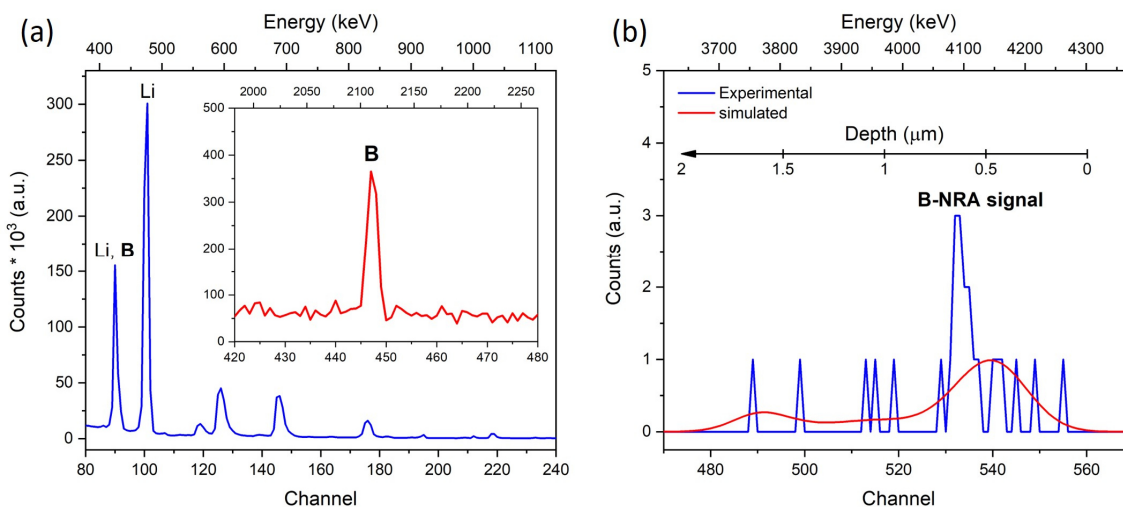 (a)
Energy (keV)
400 500 600 700 800 900 1000 1100
Counts * 10³ (a.u.)
300
250
200
150
100
50
0
Li
Li, B
2000 2050 2100 2150 2200 2250
500
400
300
200
100
0
B
420 430 440 450 460 470 480
80 100 120 140 160 180 200 220 240
Channel
(b)
Energy (keV)
3700 3800 3900 4000 4100 4200 4300
Counts (a.u.)
5
4
3
2
1
0
Experimental
simulated
Depth (μm)
2 1.5 1 0.5 0
B-NRA signal
480 500 520 540 560
Channel